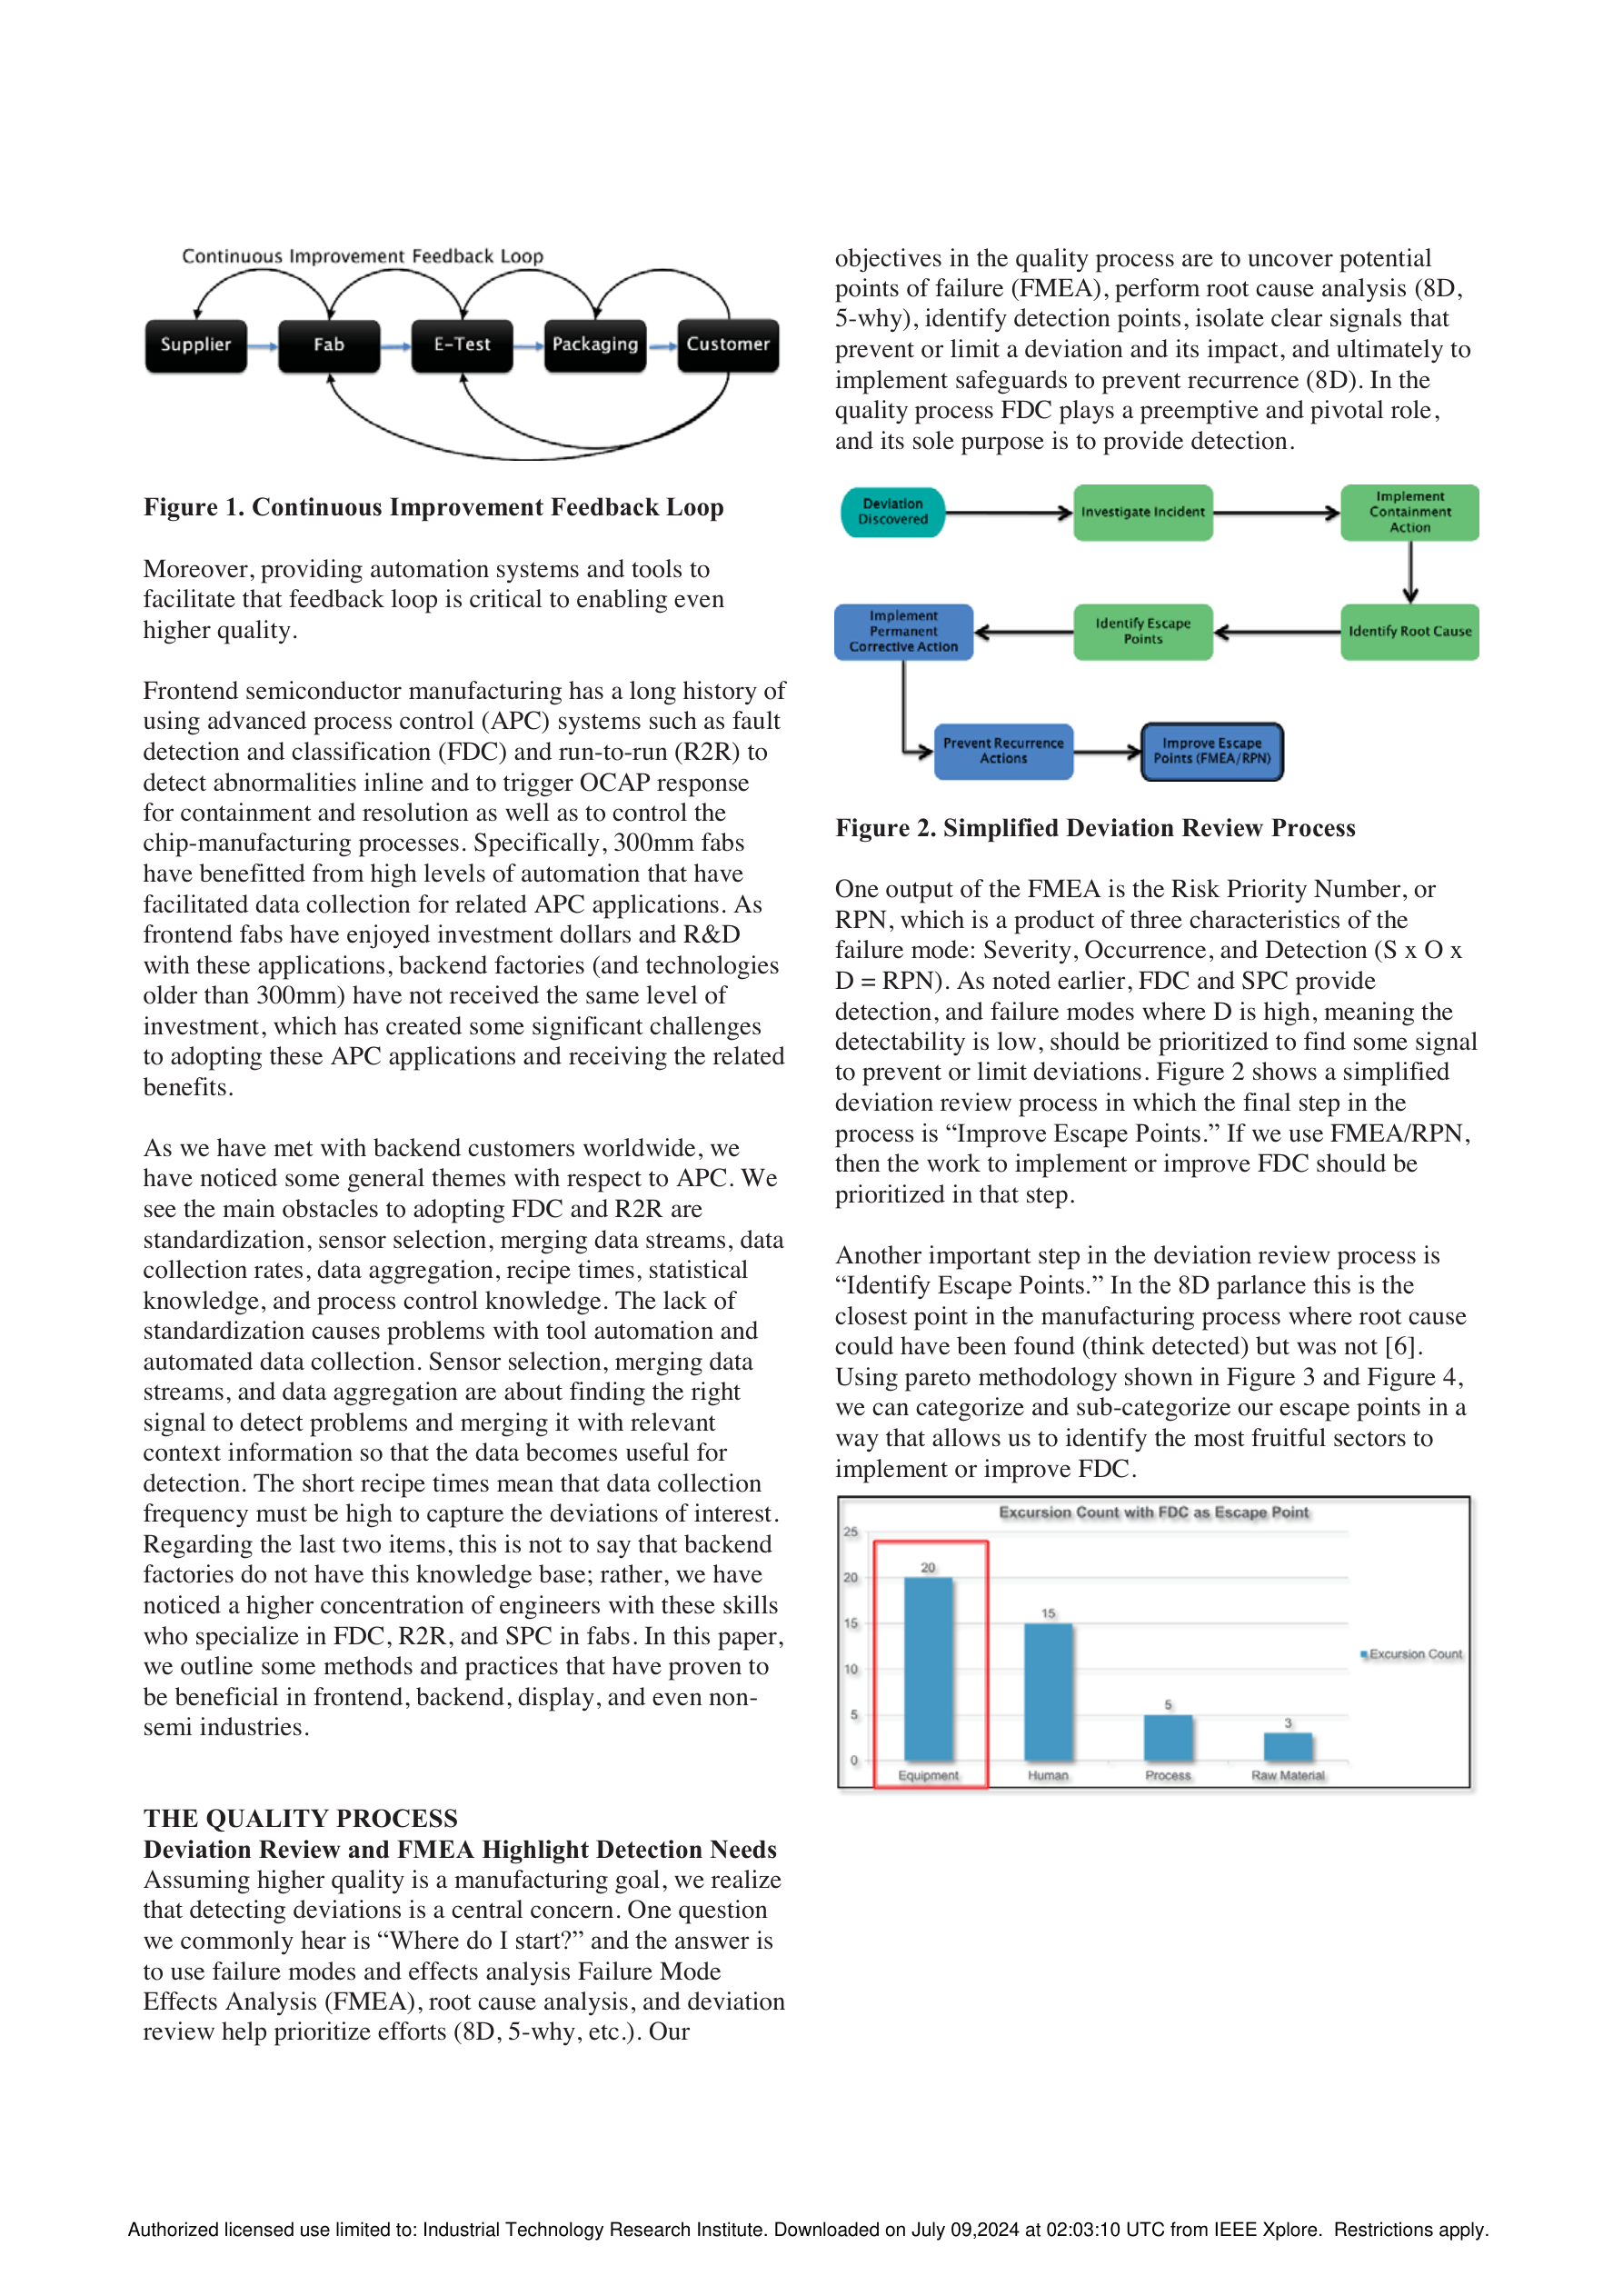 Continuous Improvement Feedback Loop
Supplier
Fab
E-Test
Packaging
Customer
Figure 1. Continuous Improvement Feedback Loop
Moreover, providing automation systems and tools to
facilitate that feedback loop is critical to enabling even
higher quality.
Frontend semiconductor manufacturing has a long history of
using advanced process control (APC) systems such as fault
detection and classification (FDC) and run-to-run (R2R) to
detect abnormalities inline and to trigger OCAP response
for containment and resolution as well as to control the
chip-manufacturing processes. Specifically, 300mm fabs
have benefitted from high levels of automation that have
facilitated data collection for related APC applications. As
frontend fabs have enjoyed investment dollars and R&D
with these applications, backend factories (and technologies
older than 300mm) have not received the same level of
investment, which has created some significant challenges
to adopting these APC applications and receiving the related
benefits.
As we have met with backend customers worldwide, we
have noticed some general themes with respect to APC. We
see the main obstacles to adopting FDC and R2R are
standardization, sensor selection, merging data streams, data
collection rates, data aggregation, recipe times, statistical
knowledge, and process control knowledge. The lack of
standardization causes problems with tool automation and
automated data collection. Sensor selection, merging data
streams, and data aggregation are about finding the right
signal to detect problems and merging it with relevant
context information so that the data becomes useful for
detection. The short recipe times mean that data collection
frequency must be high to capture the deviations of interest.
Regarding the last two items, this is not to say that backend
factories do not have this knowledge base; rather, we have
noticed a higher concentration of engineers with these skills
who specialize in FDC, R2R, and SPC in fabs. In this paper,
we outline some methods and practices that have proven to
be beneficial in frontend, backend, display, and even non-
semi industries.
THE QUALITY PROCESS
Deviation Review and FMEA Highlight Detection Needs
Assuming higher quality is a manufacturing goal, we realize
that detecting deviations is a central concern. One question
we commonly hear is “Where do I start?” and the answer is
to use failure modes and effects analysis Failure Mode
Effects Analysis (FMEA), root cause analysis, and deviation
review help prioritize efforts (8D, 5-why, etc.). Our
objectives in the quality process are to uncover potential
points of failure (FMEA), perform root cause analysis (8D,
5-why), identify detection points, isolate clear signals that
prevent or limit a deviation and its impact, and ultimately to
implement safeguards to prevent recurrence (8D). In the
quality process FDC plays a preemptive and pivotal role,
and its sole purpose is to provide detection.
Deviation
Discovered
Investigate Incident
Implement
Containment
Action
Identify Root Cause
Identify Escape
Points
Implement
Permanent
Corrective Action
Prevent Recurrence
Actions
Improve Escape
Points (FMEA/RPN)
Figure 2. Simplified Deviation Review Process
One output of the FMEA is the Risk Priority Number, or
RPN, which is a product of three characteristics of the
failure mode: Severity, Occurrence, and Detection (S x O x
D = RPN). As noted earlier, FDC and SPC provide
detection, and failure modes where D is high, meaning the
detectability is low, should be prioritized to find some signal
to prevent or limit deviations. Figure 2 shows a simplified
deviation review process in which the final step in the
process is “Improve Escape Points.” If we use FMEA/RPN,
then the work to implement or improve FDC should be
prioritized in that step.
Another important step in the deviation review process is
“Identify Escape Points.” In the 8D parlance this is the
closest point in the manufacturing process where root cause
could have been found (think detected) but was not [6].
Using pareto methodology shown in Figure 3 and Figure 4,
we can categorize and sub-categorize our escape points in a
way that allows us to identify the most fruitful sectors to
implement or improve FDC.
Excursion Count with FDC as Escape Point
25
20
15
10
5
0
20
15
5
3
Equipment
Human
Process
Raw Material
Excursion Count
Authorized licensed use limited to: Industrial Technology Research Institute. Downloaded on July 09,2024 at 02:03:10 UTC from IEEE Xplore. Restrictions apply.